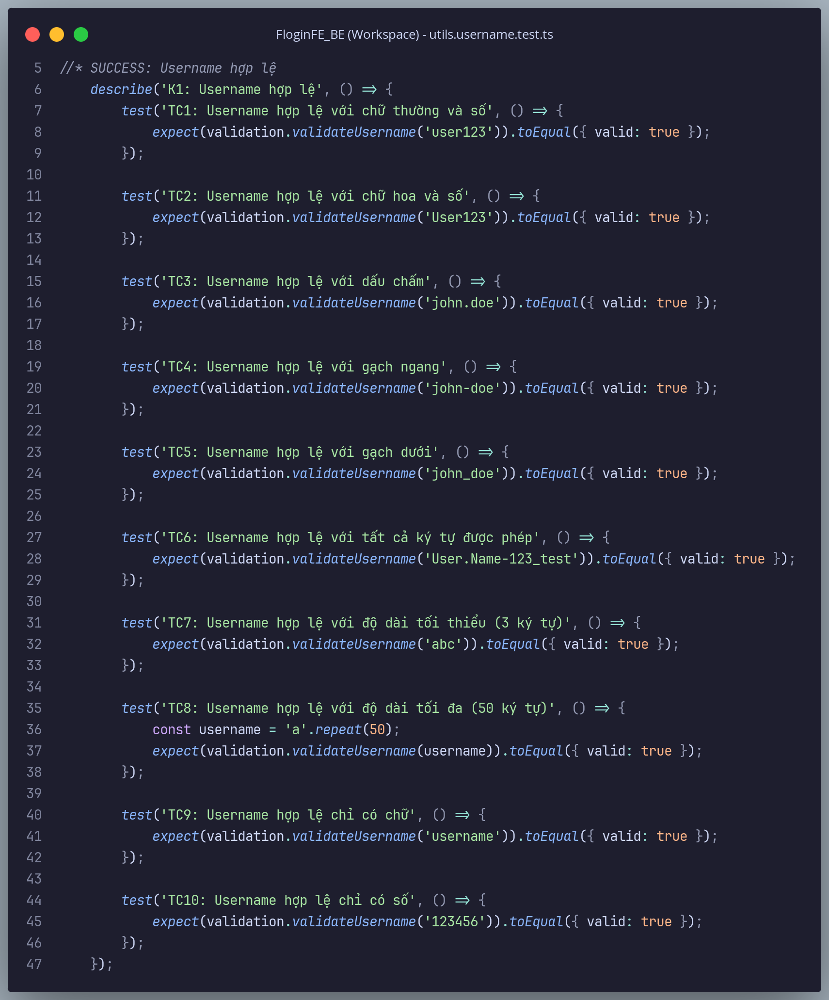 FloginFE_BE (Workspace) - utils.username.test.ts
5 //* SUCCESS: Username hợp lệ
6 describe('K1: Username hợp lệ', () => {
7 test('TC1: Username hợp lệ với chữ thường và số', () => {
8 expect(validation.validateUsername('user123')).toEqual({ valid: true });
9 });
10
11 test('TC2: Username hợp lệ với chữ hoa và số', () => {
12 expect(validation.validateUsername('User123')).toEqual({ valid: true });
13 });
14
15 test('TC3: Username hợp lệ với dấu chấm', () => {
16 expect(validation.validateUsername('john.doe')).toEqual({ valid: true });
17 });
18
19 test('TC4: Username hợp lệ với gạch ngang', () => {
20 expect(validation.validateUsername('john-doe')).toEqual({ valid: true });
21 });
22
23 test('TC5: Username hợp lệ với gạch dưới', () => {
24 expect(validation.validateUsername('john_doe')).toEqual({ valid: true });
25 });
26
27 test('TC6: Username hợp lệ với tất cả ký tự được phép', () => {
28 expect(validation.validateUsername('User.Name-123_test')).toEqual({ valid: true });
29 });
30
31 test('TC7: Username hợp lệ với độ dài tối thiểu (3 ký tự)', () => {
32 expect(validation.validateUsername('abc')).toEqual({ valid: true });
33 });
34
35 test('TC8: Username hợp lệ với độ dài tối đa (50 ký tự)', () => {
36 const username = 'a'.repeat(50);
37 expect(validation.validateUsername(username)).toEqual({ valid: true });
38 });
39
40 test('TC9: Username hợp lệ chỉ có chữ', () => {
41 expect(validation.validateUsername('username')).toEqual({ valid: true });
42 });
43
44 test('TC10: Username hợp lệ chỉ có số', () => {
45 expect(validation.validateUsername('123456')).toEqual({ valid: true });
46 });
47 });